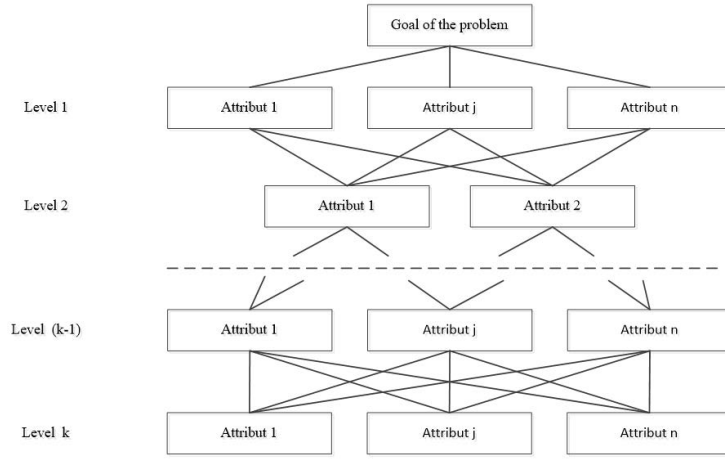 Goal of the problem
Level 1
Attribut 1
Attribut j
Attribut n
Level 2
Attribut 1
Attribut 2
Level (k-1)
Attribut 1
Attribut j
Attribut n
Level k
Attribut 1
Attribut j
Attribut n